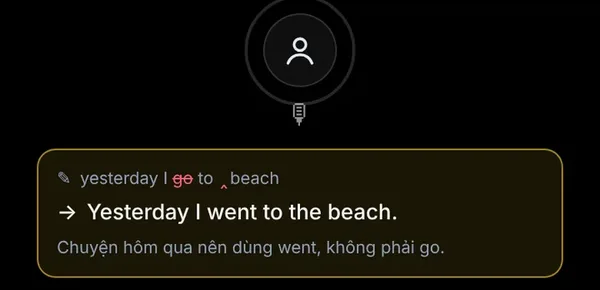 yesterday I go to ‸beach
→ Yesterday I went to the beach.
Chuyện hôm qua nên dùng went, không phải go.